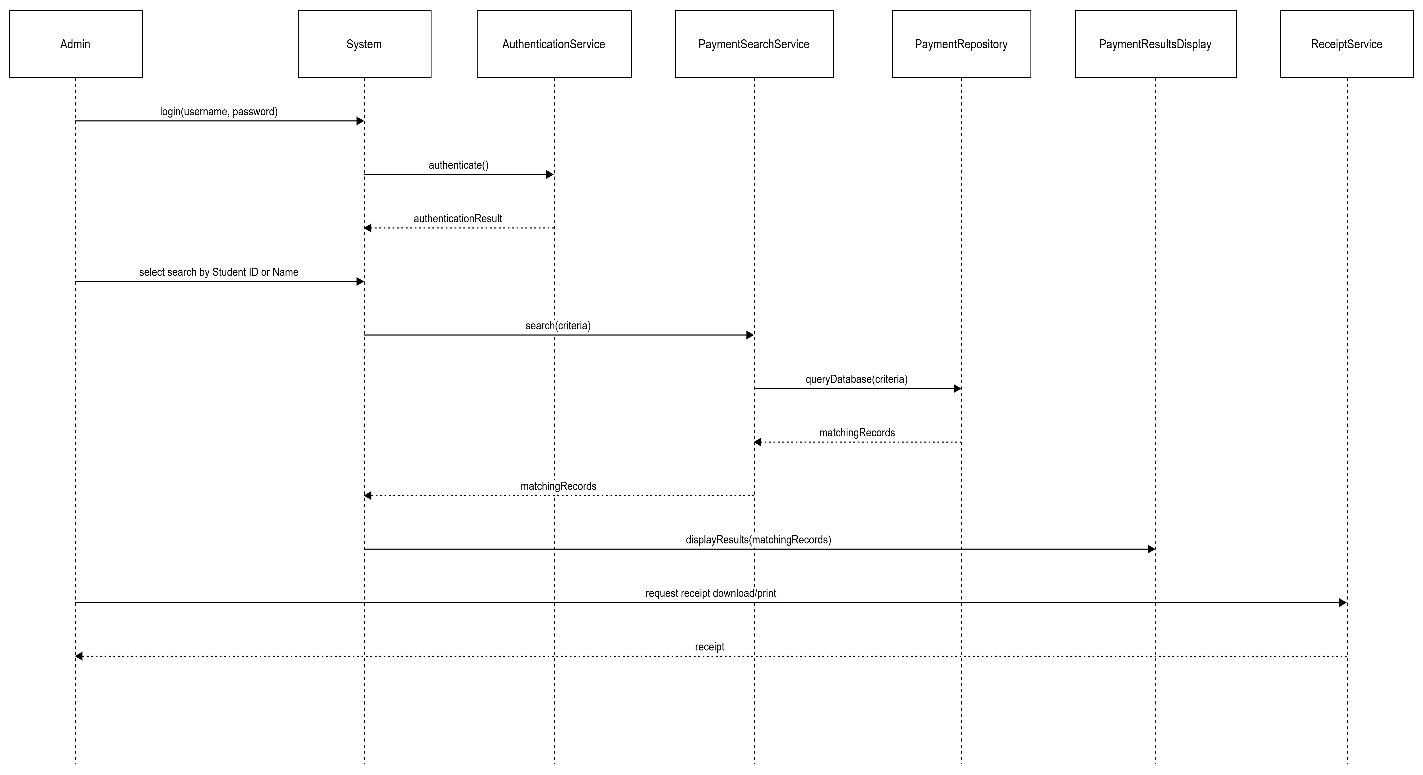 Admin
System
AuthenticationService
PaymentSearchService
PaymentRepository
PaymentResultsDisplay
ReceiptService
login(username, password)
authenticate()
authenticationResult
select search by Student ID or Name
search(criteria)
queryDatabase(criteria)
matchingRecords
matchingRecords
displayResults(matchingRecords)
request receipt download/print
receipt